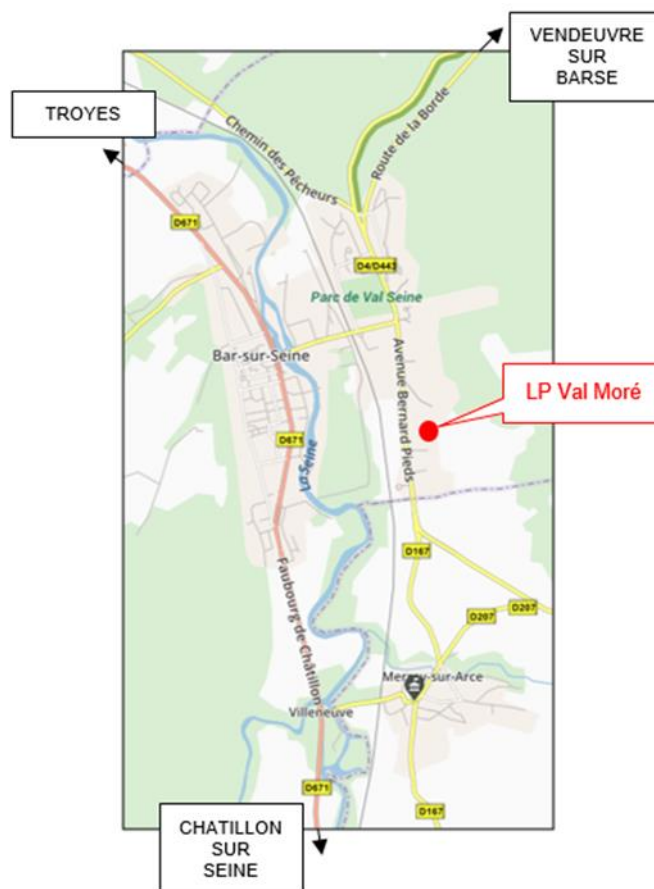 VENDEUVRE
SUR
BARSE
TROYES
Chemin des Pêcheurs
Route de la Borde
D671
D4/D443
Parc de Val Seine
Bar-sur-Seine
Avenue Bernard Pieds
LP Val Moré
D671
La Seine
D167
Faubourg de Châtillon
D207
D207
Villeneuve
D671
D167
CHATILLON
SUR
SEINE